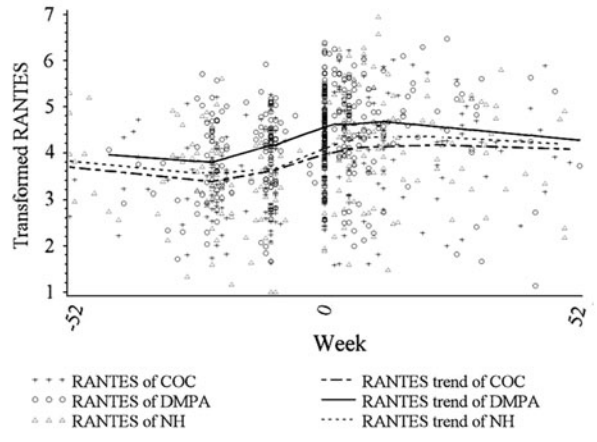 7
6
5
4
3
2
1
Transformed RANTES
-52
0
52
Week
RANTES of COC
RANTES trend of COC
RANTES of DMPA
RANTES trend of DMPA
RANTES of NH
RANTES trend of NH